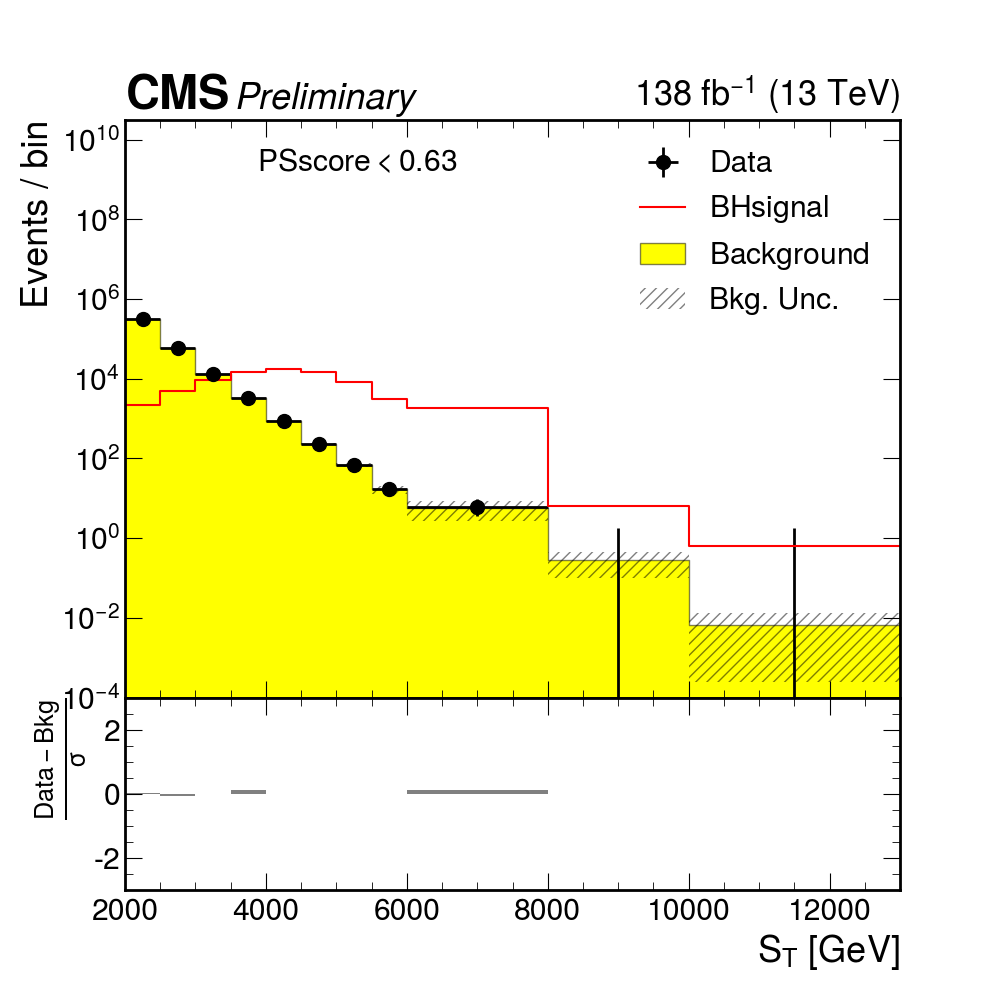 CMS Preliminary
138 fb⁻¹ (13 TeV)
Events / bin
10¹⁰
10⁸
10⁶
10⁴
10²
10⁰
10⁻²
10⁻⁴
PSscore < 0.63
Data
BHsignal
Background
Bkg. Unc.
Data – Bkg
σ
2
0
-2
2000 4000 6000 8000 10000 12000
S_T [GeV]